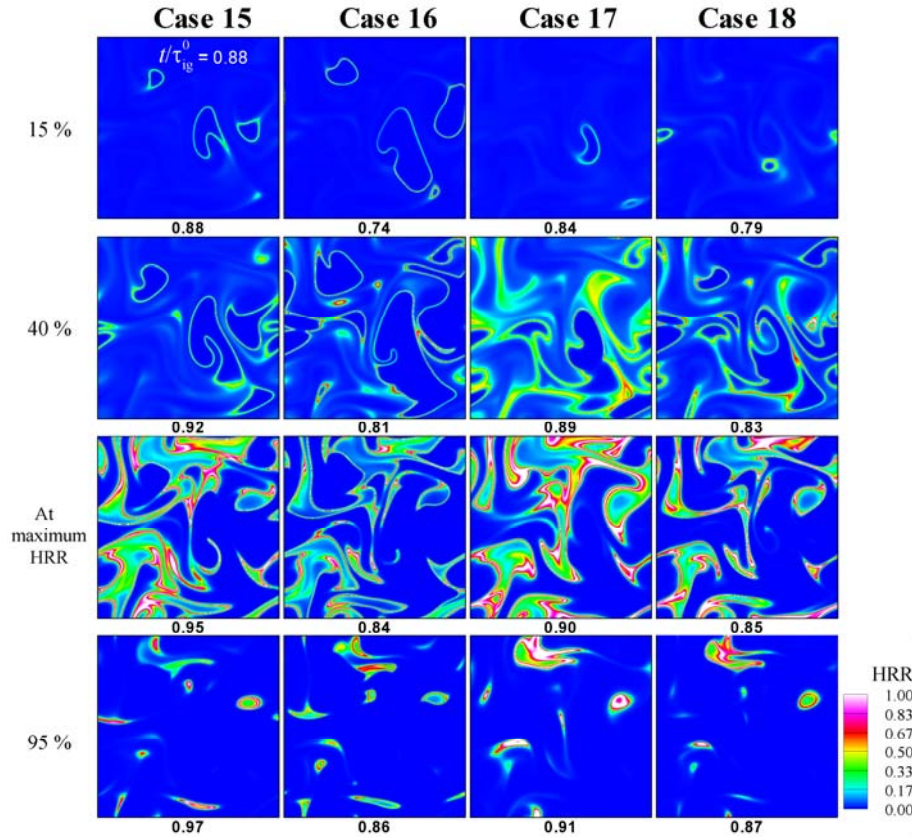 Case 15 Case 16 Case 17 Case 18
t/τ⁰ig = 0.88
15 %
0.88 0.74 0.84 0.79
40 %
0.92 0.81 0.89 0.83
At
maximum
HRR
0.95 0.84 0.90 0.85
95 %
HRR
1.00
0.83
0.67
0.50
0.33
0.17
0.00
0.97 0.86 0.91 0.87